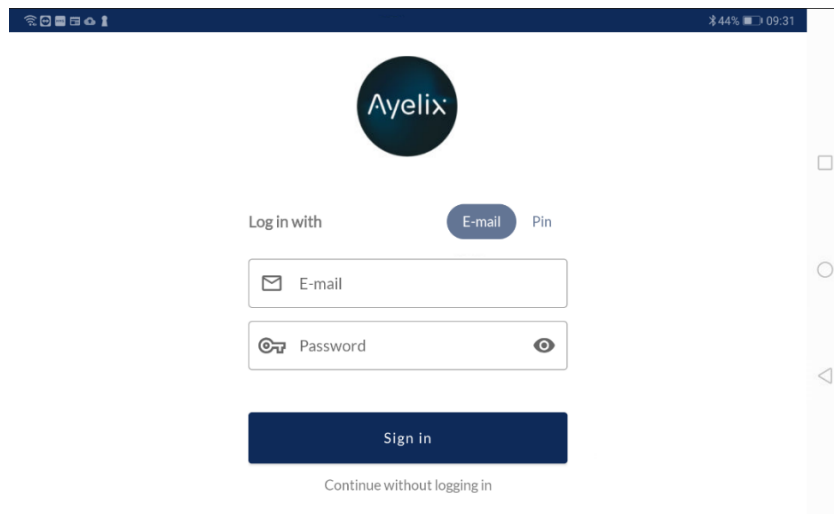 44% 09:31
Ayelix
Log in with E-mail Pin
E-mail
Password
Sign in
Continue without logging in